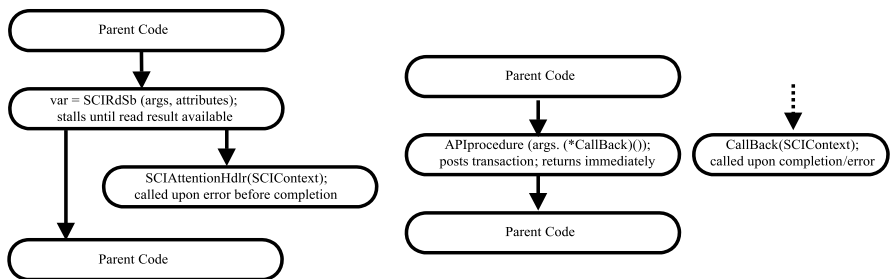 Parent Code
var = SCIRdSb (args, attributes);
stalls until read result available
SCIAttentionHdlr(SCIContext);
called upon error before completion
Parent Code
Parent Code
APIprocedure (args. (*CallBack)());
posts transaction; returns immediately
Parent Code
CallBack(SCIContext);
called upon completion/error